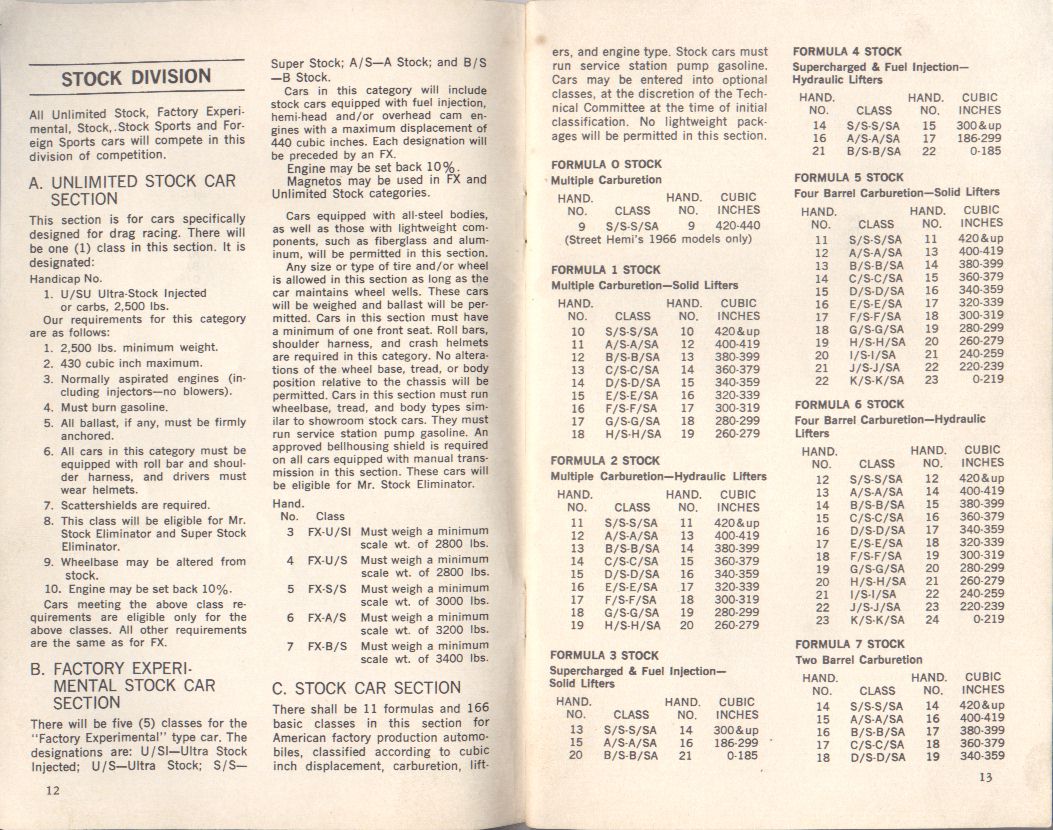 STOCK DIVISION
All Unlimited Stock, Factory Experi-
mental, Stock,.Stock Sports and For-
eign Sports cars will compete in this
division of competition.
A. UNLIMITED STOCK CAR
SECTION
This section is for cars specifically
designed for drag racing. There will
be one (1) class in this section. It is
designated:
Handicap No.
1. U/SU Ultra-Stock Injected
or carbs, 2,500 lbs.
Our requirements for this category
are as follows:
1. 2,500 lbs. minimum weight.
2. 430 cubic inch maximum.
3. Normally aspirated engines (in-
cluding injectors—no blowers).
4. Must burn gasoline.
5. All ballast, if any, must be firmly
anchored.
6. All cars in this category must be
equipped with roll bar and shoul-
der harness, and drivers must
wear helmets.
7. Scattershields are required.
8. This class will be eligible for Mr.
Stock Eliminator and Super Stock
Eliminator.
9. Wheelbase may be altered from
stock.
10. Engine may be set back 10%.
Cars meeting the above class re-
quirements are eligible only for the
above classes. All other requirements
are the same as for FX.
B. FACTORY EXPERI-
MENTAL STOCK CAR
SECTION
There will be five (5) classes for the
"Factory Experimental" type car. The
designations are: U/SI—Ultra Stock
Injected; U/S—Ultra Stock; S/S—
12
Super Stock; A/S—A Stock; and B/S
—B Stock.
Cars in this category will include
stock cars equipped with fuel injection,
hemi-head and/or overhead cam en-
gines with a maximum displacement of
440 cubic inches. Each designation will
be preceded by an FX.
Engine may be set back 10%.
Magnetos may be used in FX and
Unlimited Stock categories.
Cars equipped with all-steel bodies,
as well as those with lightweight com-
ponents, such as fiberglass and alum-
inum, will be permitted in this section.
Any size or type of tire and/or wheel
is allowed in this section as long as the
car maintains wheel wells. These cars
will be weighed and ballast will be per-
mitted. Cars in this section must have
a minimum of one front seat. Roll bars,
shoulder harness, and crash helmets
are required in this category. No altera-
tions of the wheel base, tread, or body
position relative to the chassis will be
permitted. Cars in this section must run
wheelbase, tread, and body types sim-
ilar to showroom stock cars. They must
run service station pump gasoline. An
approved bellhousing shield is required
on all cars equipped with manual trans-
mission in this section. These cars will
be eligible for Mr. Stock Eliminator.
Hand.
No. Class
3 FX-U/SI Must weigh a minimum
scale wt. of 2800 lbs.
4 FX-U/S Must weigh a minimum
scale wt. of 2800 lbs.
5 FX-S/S Must weigh a minimum
scale wt. of 3000 lbs.
6 FX-A/S Must weigh a minimum
scale wt. of 3200 lbs.
7 FX-B/S Must weigh a minimum
scale wt. of 3400 lbs.
C. STOCK CAR SECTION
There shall be 11 formulas and 166
basic classes in this section for
American factory production automo-
biles, classified according to cubic
inch displacement, carburetion, lift-
ers, and engine type. Stock cars must
run service station pump gasoline.
Cars may be entered into optional
classes, at the discretion of the Tech-
nical Committee at the time of initial
classification. No lightweight pack-
ages will be permitted in this section.
FORMULA O STOCK
Multiple Carburetion
HAND. HAND. CUBIC
NO. CLASS NO. INCHES
9 S/S-S/SA 9 420-440
(Street Hemi's 1966 models only)
FORMULA 1 STOCK
Multiple Carburetion—Solid Lifters
HAND. HAND. CUBIC
NO. CLASS NO. INCHES
10 S/S-S/SA 10 420&up
11 A/S-A/SA 12 400-419
12 B/S-B/SA 13 380-399
13 C/S-C/SA 14 360-379
14 D/S-D/SA 15 340-359
15 E/S-E/SA 16 320-339
16 F/S-F/SA 17 300-319
17 G/S-G/SA 18 280-299
18 H/S-H/SA 19 260-279
FORMULA 2 STOCK
Multiple Carburetion—Hydraulic Lifters
HAND. HAND. CUBIC
NO. CLASS NO. INCHES
11 S/S-S/SA 11 420&up
12 A/S-A/SA 13 400-419
13 B/S-B/SA 14 380-399
14 C/S-C/SA 15 360-379
15 D/S-D/SA 16 340-359
16 E/S-E/SA 17 320-339
17 F/S-F/SA 18 300-319
18 G/S-G/SA 19 280-299
19 H/S-H/SA 20 260-279
FORMULA 3 STOCK
Supercharged & Fuel Injection—
Solid Lifters
HAND. HAND. CUBIC
NO. CLASS NO. INCHES
13 S/S-S/SA 14 300&up
15 A/S-A/SA 16 186-299
20 B/S-B/SA 21 0-185
FORMULA 4 STOCK
Supercharged & Fuel Injection—
Hydraulic Lifters
HAND. HAND. CUBIC
NO. CLASS NO. INCHES
14 S/S-S/SA 15 300&up
16 A/S-A/SA 17 186-299
21 B/S-B/SA 22 0-185
FORMULA 5 STOCK
Four Barrel Carburetion—Solid Lifters
HAND. HAND. CUBIC
NO. CLASS NO. INCHES
11 S/S-S/SA 11 420&up
12 A/S-A/SA 13 400-419
13 B/S-B/SA 14 380-399
14 C/S-C/SA 15 360-379
15 D/S-D/SA 16 340-359
16 E/S-E/SA 17 320-339
17 F/S-F/SA 18 300-319
18 G/S-G/SA 19 280-299
19 H/S-H/SA 20 260-279
20 I/S-I/SA 21 240-259
21 J/S-J/SA 22 220-239
22 K/S-K/SA 23 0-219
FORMULA 6 STOCK
Four Barrel Carburetion—Hydraulic
Lifters
HAND. HAND. CUBIC
NO. CLASS NO. INCHES
12 S/S-S/SA 12 420&up
13 A/S-A/SA 14 400-419
14 B/S-B/SA 15 380-399
15 C/S-C/SA 16 360-379
16 D/S-D/SA 17 340-359
17 E/S-E/SA 18 320-339
18 F/S-F/SA 19 300-319
19 G/S-G/SA 20 280-299
20 H/S-H/SA 21 260-279
21 I/S-I/SA 22 240-259
22 J/S-J/SA 23 220-239
23 K/S-K/SA 24 0-219
FORMULA 7 STOCK
Two Barrel Carburetion
HAND. HAND. CUBIC
NO. CLASS NO. INCHES
14 S/S-S/SA 14 420&up
15 A/S-A/SA 16 400-419
16 B/S-B/SA 17 380-399
17 C/S-C/SA 18 360-379
18 D/S-D/SA 19 340-359
13